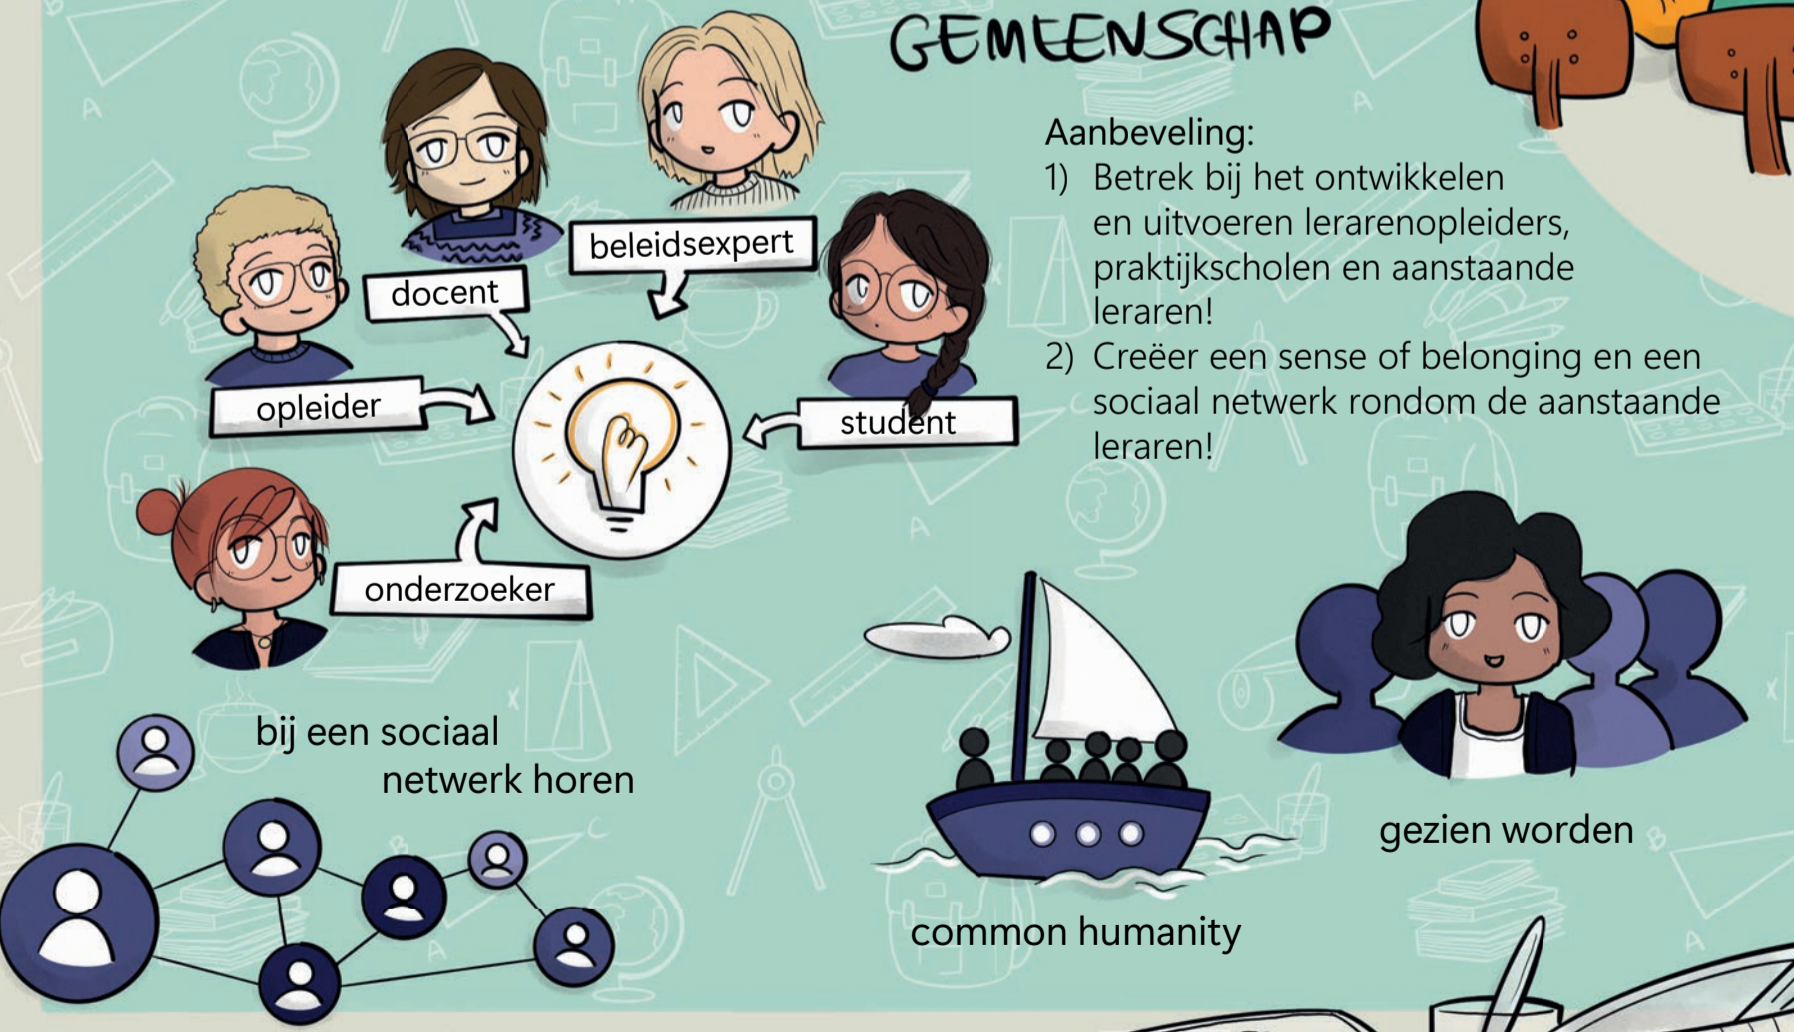 GEMEENSCHAP
Aanbeveling:
1) Betrek bij het ontwikkelen
en uitvoeren lerarenopleiders,
praktijkscholen en aanstaande
leraren!
2) Creëer een sense of belonging en een
sociaal netwerk rondom de aanstaande
leraren!
beleidsexpert
docent
opleider
student
onderzoeker
bij een sociaal
netwerk horen
common humanity
gezien worden
A
A
A
A
A
A
B
B
B
C
C
X
X
X